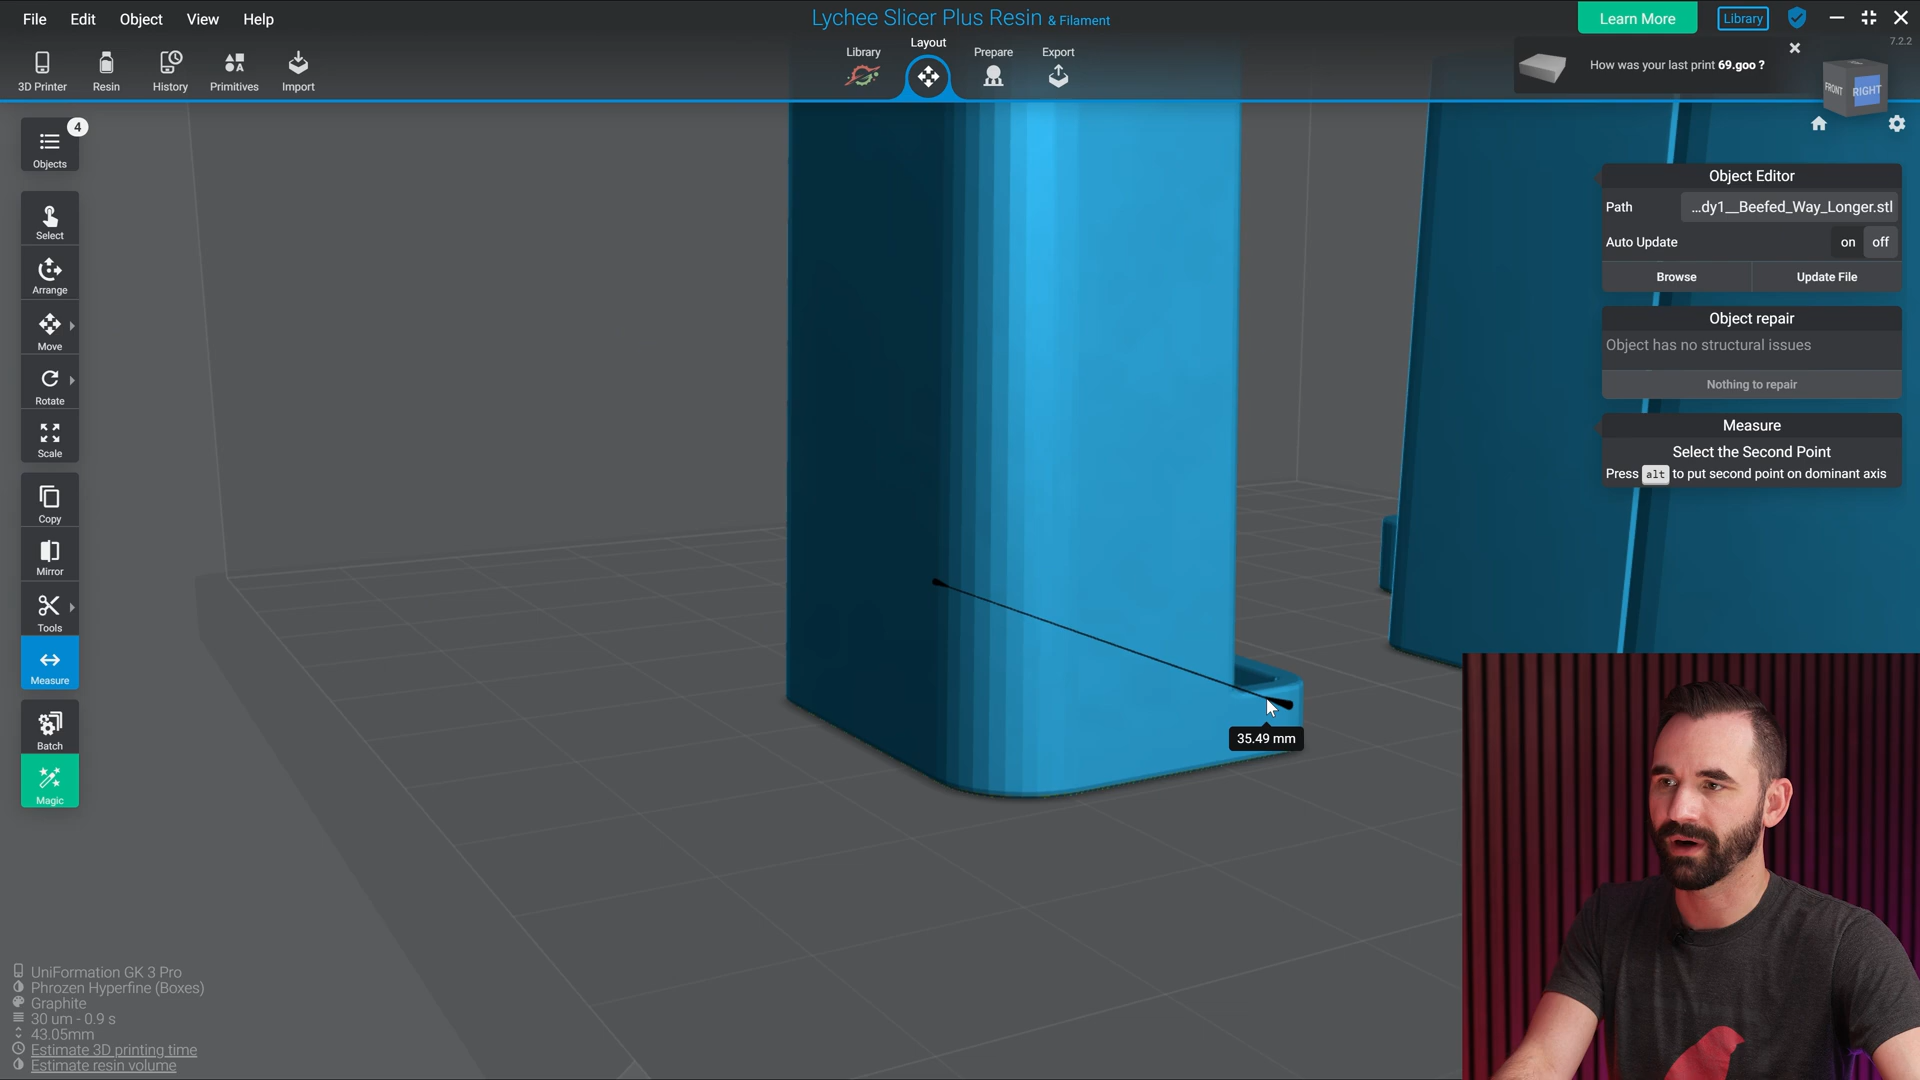 File Edit Object View Help
Lychee Slicer Plus Resin & Filament
Learn More
Library
7.2.2
3D Printer
Resin
History
Primitives
Import
Library
Layout
Prepare
Export
How was your last print 69.goo ?
FRONT
RIGHT
4
Objects
Select
Arrange
Move
Rotate
Scale
Copy
Mirror
Tools
Measure
Batch
Magic
Object Editor
Path ...dy1__Beefed_Way_Longer.stl
Auto Update on off
Browse Update File
Object repair
Object has no structural issues
Nothing to repair
Measure
Select the Second Point
Press alt to put second point on dominant axis
35.49 mm
UniFormation GK 3 Pro
Phrozen Hyperfine (Boxes)
Graphite
30 um - 0.9 s
43.05mm
Estimate 3D printing time
Estimate resin volume